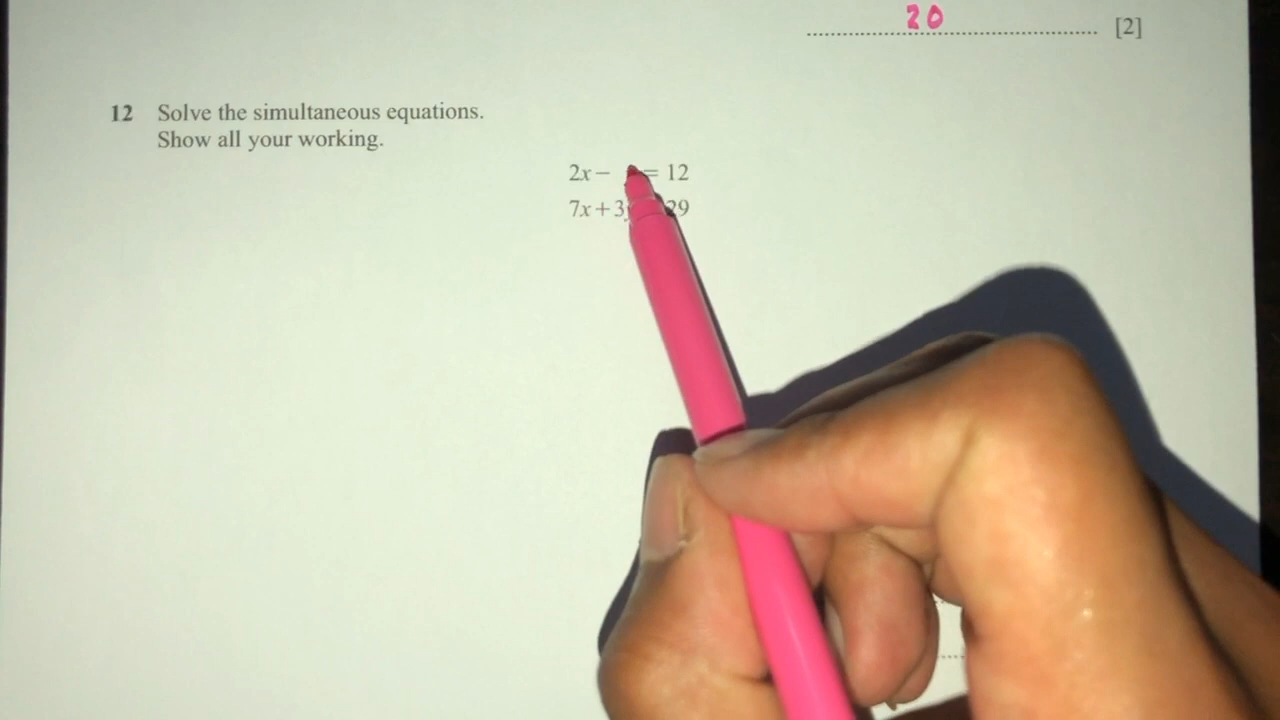 20
[2]
12 Solve the simultaneous equations.
Show all your working.
2x − = 12
7x + 3 29